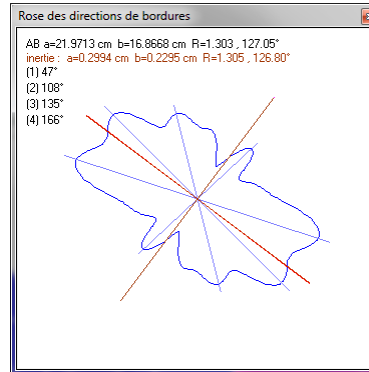 Rose des directions de bordures
AB a=21.9713 cm b=16.8668 cm R=1.303 , 127.05°
inertie : a=0.2994 cm b=0.2295 cm R=1.305 , 126.80°
(1) 47°
(2) 108°
(3) 135°
(4) 166°